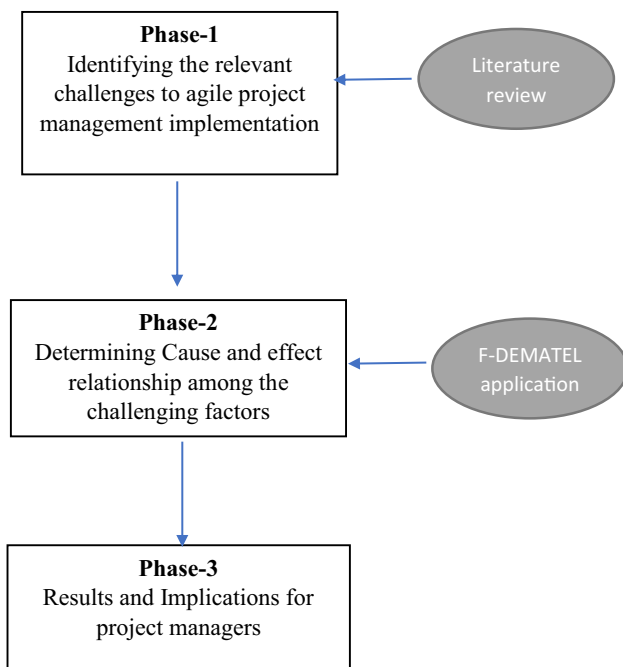 Phase-1
Identifying the relevant
challenges to agile project
management implementation
Literature
review
Phase-2
Determining Cause and effect
relationship among the
challenging factors
F-DEMATEL
application
Phase-3
Results and Implications for
project managers